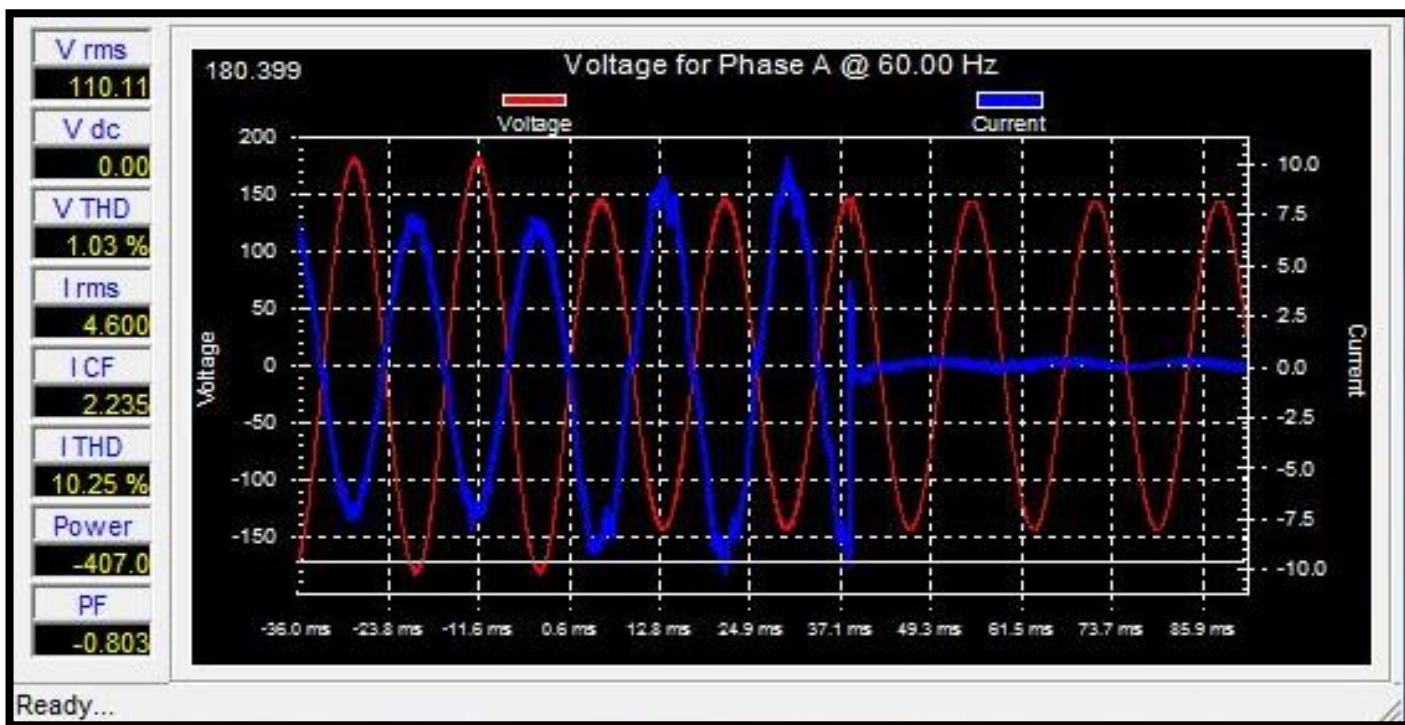 V rms
110.11
V dc
0.00
V THD
1.03 %
I rms
4.600
I CF
2.235
I THD
10.25 %
Power
-407.0
PF
-0.803
180.399
Voltage for Phase A @ 60.00 Hz
Voltage
Current
200
150
100
50
0
-50
-100
-150
Voltage
10.0
7.5
5.0
2.5
0.0
-2.5
-5.0
-7.5
-10.0
Current
-36.0 ms -23.8 ms -11.6 ms 0.6 ms 12.8 ms 24.9 ms 37.1 ms 49.3 ms 61.5 ms 73.7 ms 85.9 ms
Ready...